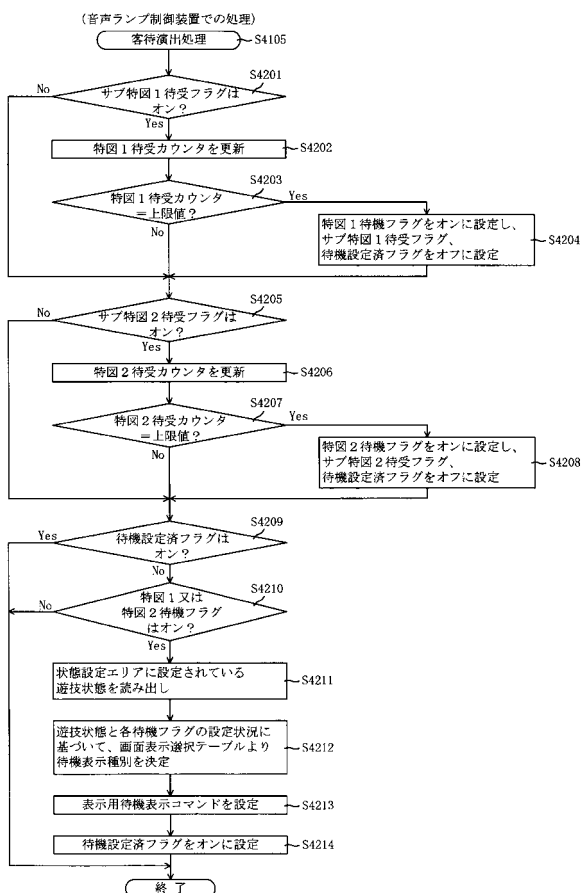 (音声ランプ制御装置での処理)
客待演出処理
S4105
S4201
No
サブ特図1待受フラグは
オン?
Yes
特図1待受カウンタを更新
S4202
S4203
特図1待受カウンタ
=上限値?
Yes
No
特図1待機フラグをオンに設定し、
サブ特図1待受フラグ、
待機設定済フラグをオフに設定
S4204
S4205
No
サブ特図2待受フラグは
オン?
Yes
特図2待受カウンタを更新
S4206
S4207
特図2待受カウンタ
=上限値?
Yes
No
特図2待機フラグをオンに設定し、
サブ特図2待受フラグ、
待機設定済フラグをオフに設定
S4208
S4209
Yes
待機設定済フラグは
オン?
No
S4210
No
特図1又は
特図2待機フラグ
はオン?
Yes
状態設定エリアに設定されている
遊技状態を読み出し
S4211
遊技状態と各待機フラグの設定状況に
基づいて、画面表示選択テーブルより
待機表示種別を決定
S4212
表示用待機表示コマンドを設定
S4213
待機設定済フラグをオンに設定
S4214
終了